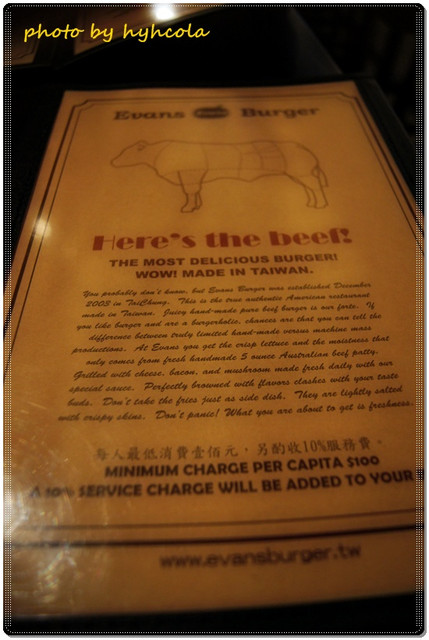 photo by hyhcola
Evans Burger
Here's the beef!
THE MOST DELICIOUS BURGER!
WOW! MADE IN TAIWAN.
You probably don't know, but Evans Burger was established December
2003 in TaiChung. This is the true authentic American restaurant
made in Taiwan. Juicy hand-made pure beef burger is our forte. If
you like burger and are a burgerholic, chances are that you can tell the
difference between truly limited hand-made versus machine mass
productions. At Evans you get the crisp lettuce and the moistness that
only comes from fresh handmade 5 ounce Australian beef patty.
Grilled with cheese, bacon, and mushroom made fresh daily with our
special sauce. Perfectly browned with flavors clashes with your taste
buds. Don't take the fries just as side dish. They are lightly salted
with crispy skins. Don't panic! What you are about to get is freshness.
每人最低消費壹佰元，另酌收10%服務費。
MINIMUM CHARGE PER CAPITA $100
A 10% SERVICE CHARGE WILL BE ADDED TO YOUR
www.evansburger.tw